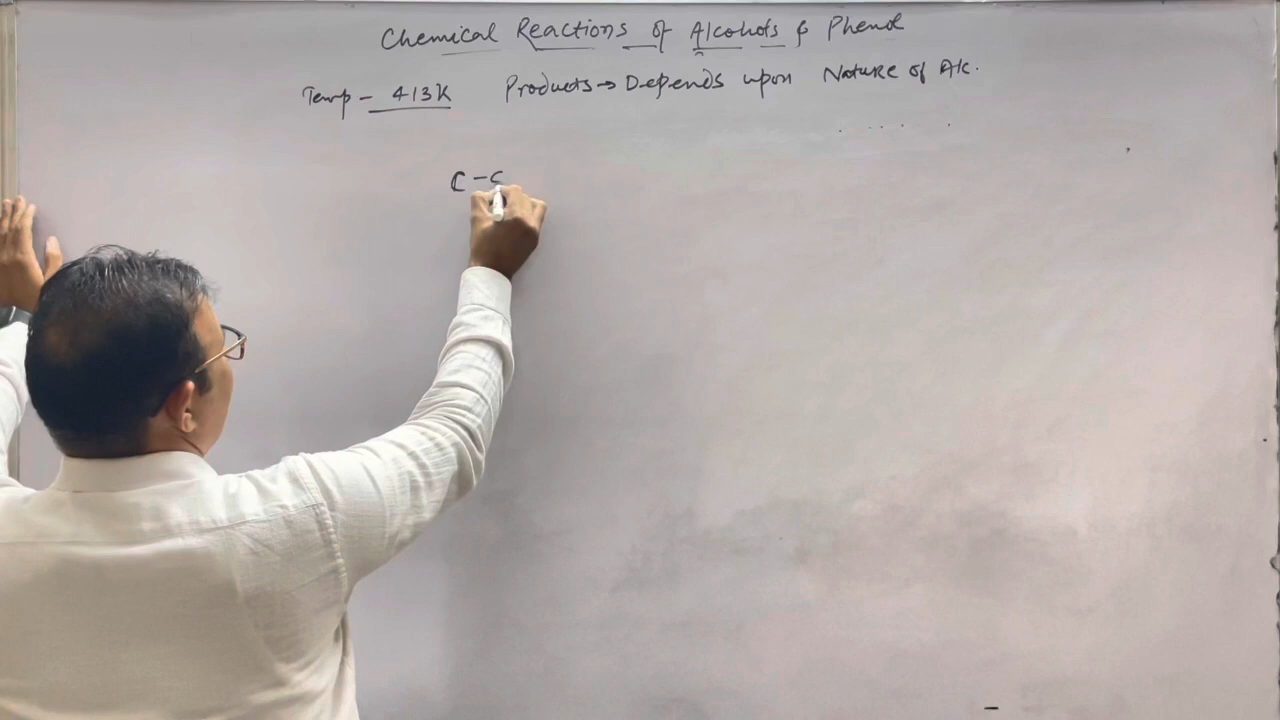 Chemical Reactions of Alcohols & Phenol
Temp - 413K Products → Depends upon Nature of Alc.
C - C